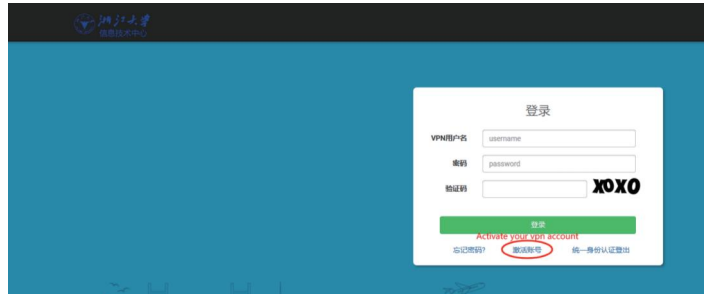 浙江大学
信息技术中心
登录
VPN用户名 username
密码 password
验证码 XOXO
登录
Activate your vpn account
忘记密码? 激活账号 统一身份认证登出